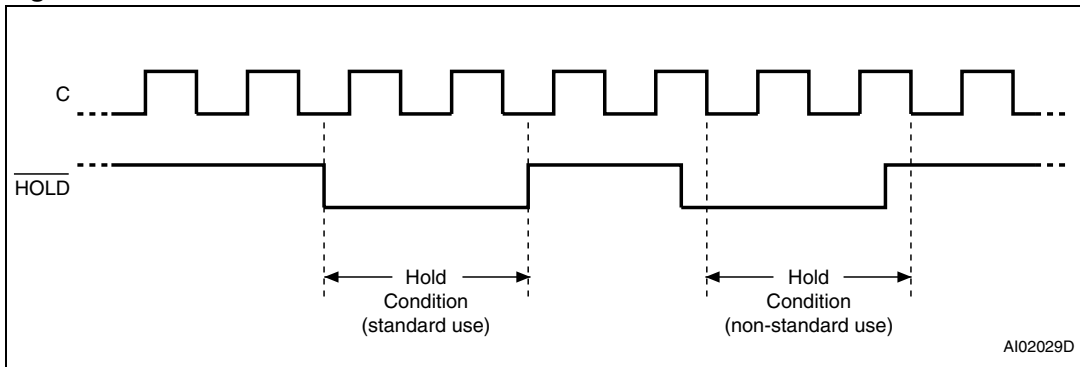 C
HOLD
Hold
Condition
(standard use)
Hold
Condition
(non-standard use)
AI02029D